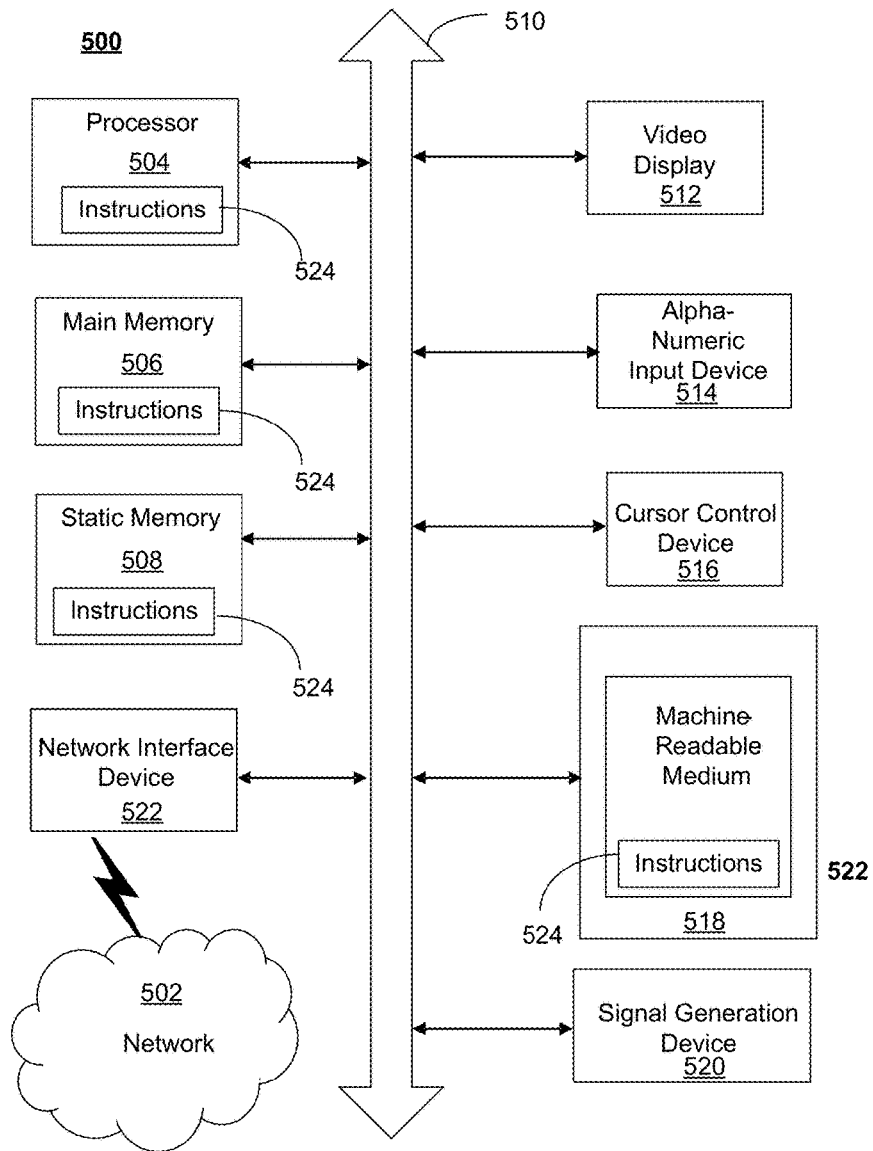 500
510
Processor
504
Instructions
524
Main Memory
506
Instructions
524
Static Memory
508
Instructions
524
Network Interface
Device
522
502
Network
Video
Display
512
Alpha-
Numeric
Input Device
514
Cursor Control
Device
516
Machine-
Readable
Medium
Instructions
524
518
522
Signal Generation
Device
520